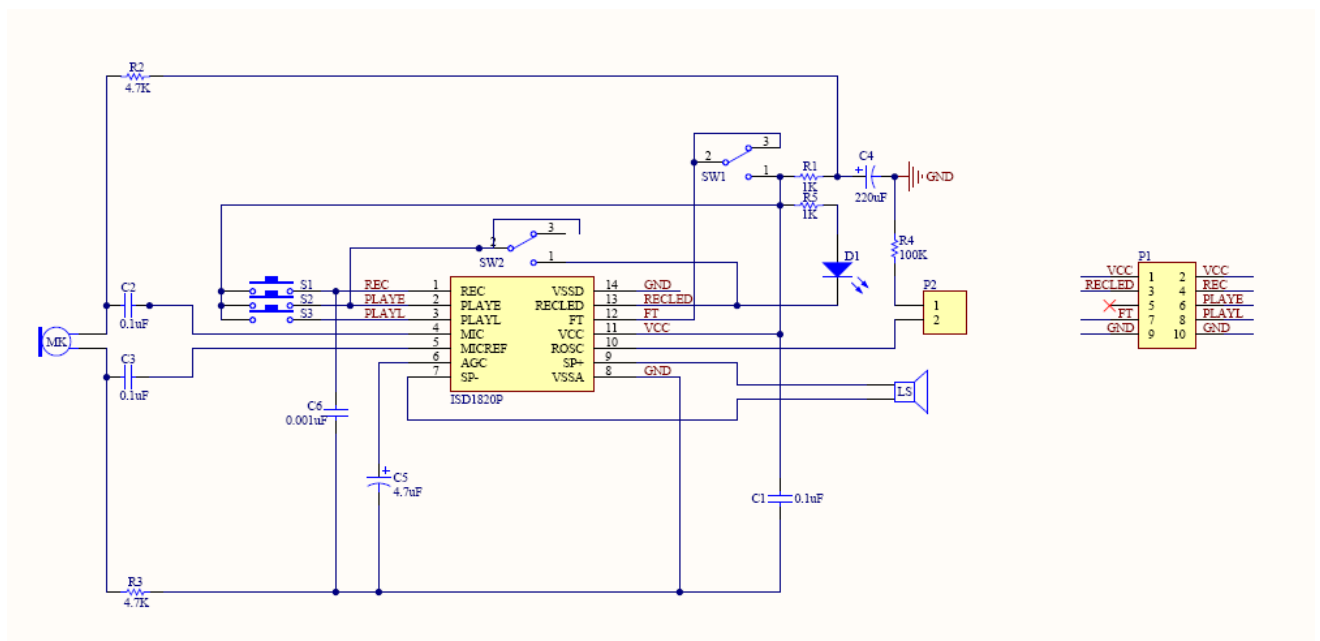 R2
4.7K
3
2
1
SW1
R1
1K
R5
1K
C4
+
220uF
GND
R4
100K
3
2
1
SW2
D1
P2
1
2
P1
VCC 1 2 VCC
RECLED 3 4 REC
5 6 PLAYE
FT 7 8 PLAYL
GND 9 10 GND
S1 REC 1 REC VSSD 14 GND
S2 PLAYE 2 PLAYE RECLED 13 RECLED
S3 PLAYL 3 PLAYL FT 12 FT
4 MIC VCC 11 VCC
5 MICREF ROSC 10
6 AGC SP+ 9
7 SP- VSSA 8 GND
ISD1820P
C2
0.1uF
MK
C3
0.1uF
LS
C6
0.001uF
+
C5
4.7uF
C1 0.1uF
R3
4.7K